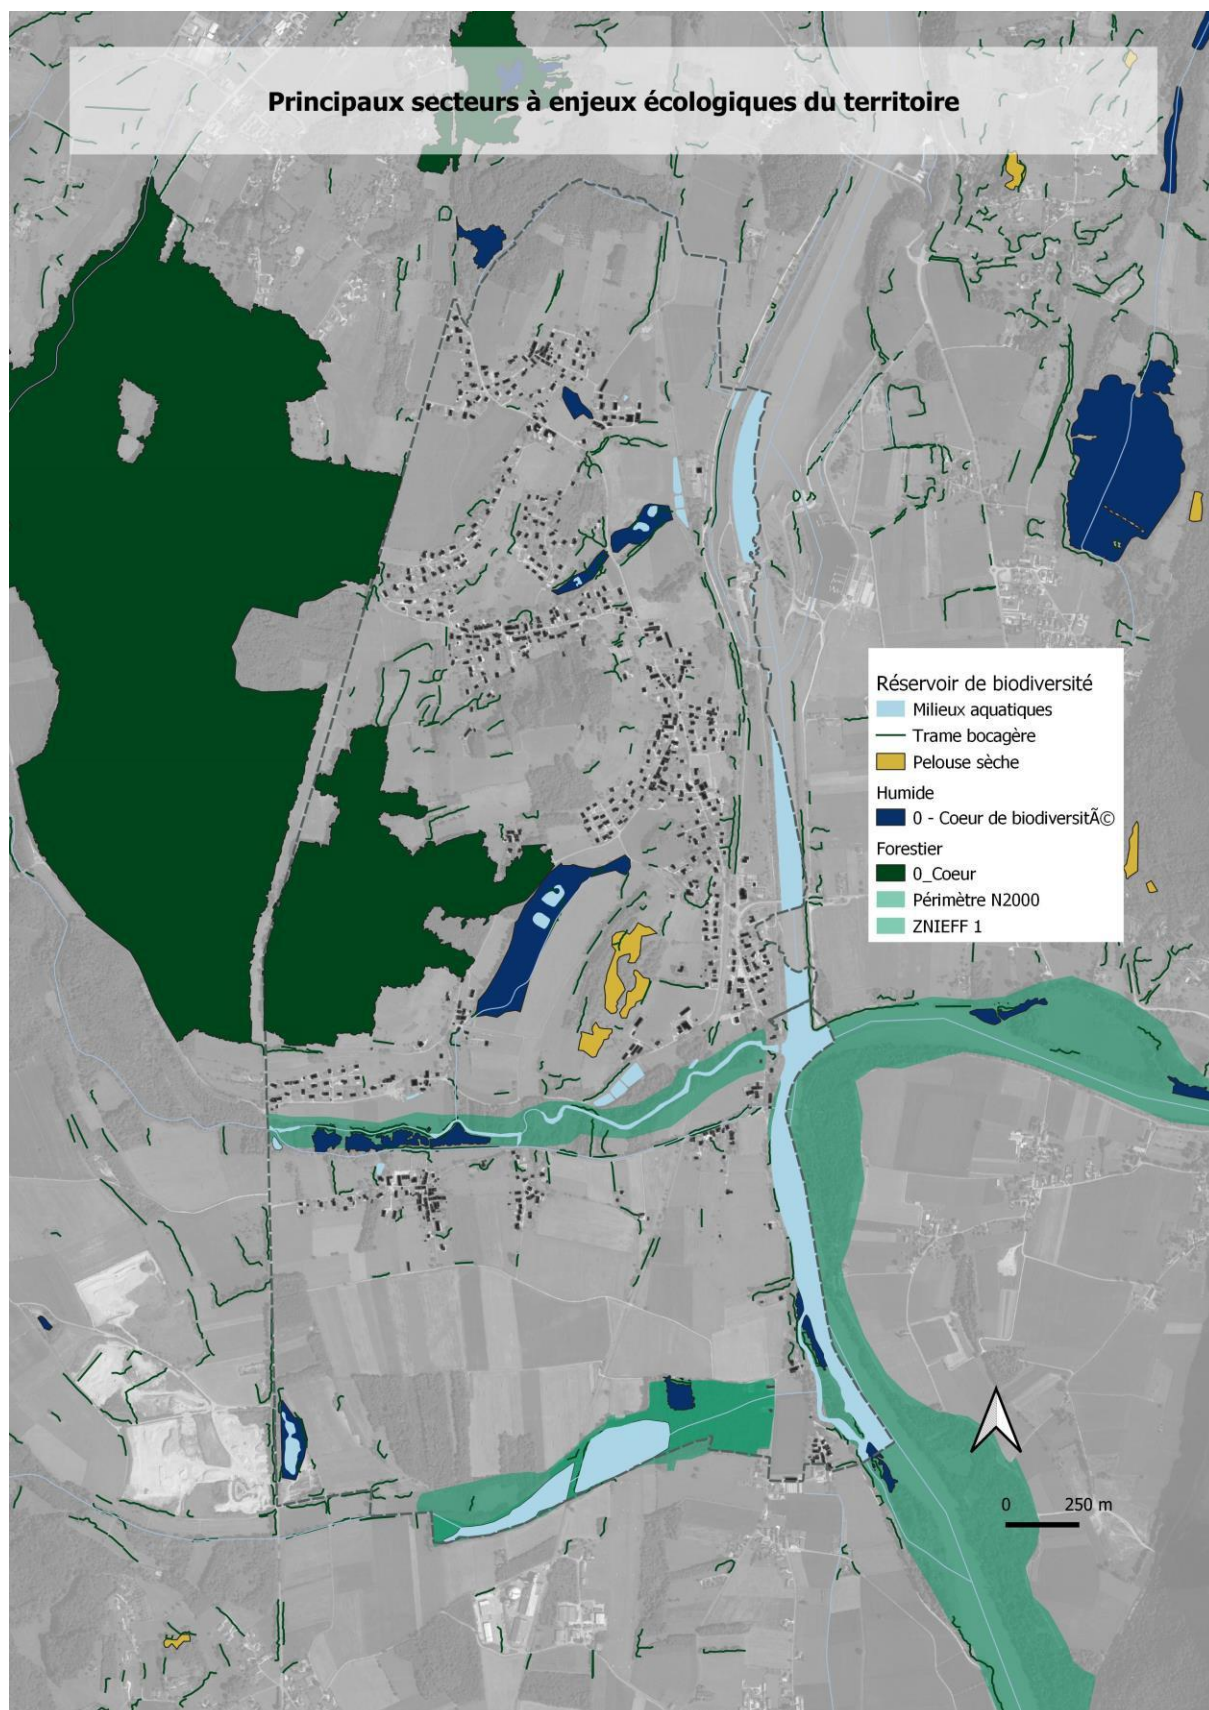 Principaux secteurs à enjeux écologiques du territoire
Réservoir de biodiversité
Milieux aquatiques
Trame bocagère
Pelouse sèche
Humide
0 - Coeur de biodiversitÃ©
Forestier
0_Coeur
Périmètre N2000
ZNIEFF 1
0 250 m